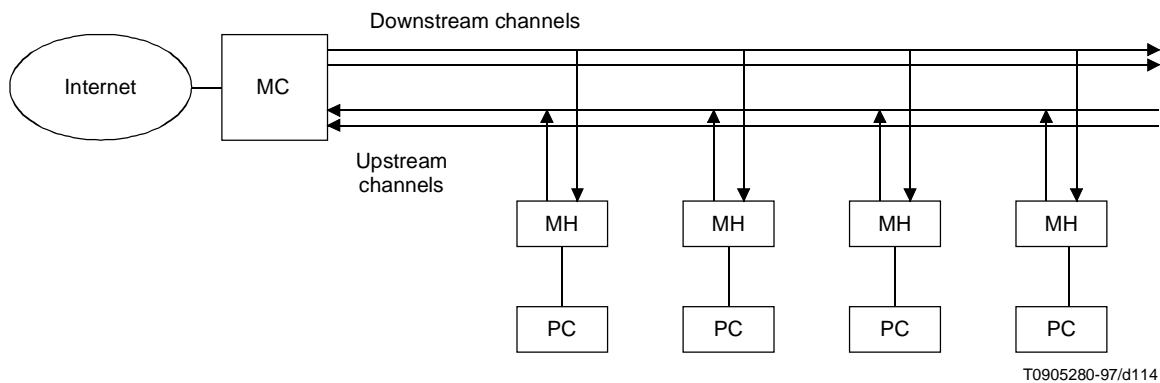 Downstream channels
Internet
MC
Upstream
channels
MH
MH
MH
MH
PC
PC
PC
PC
T0905280-97/d114